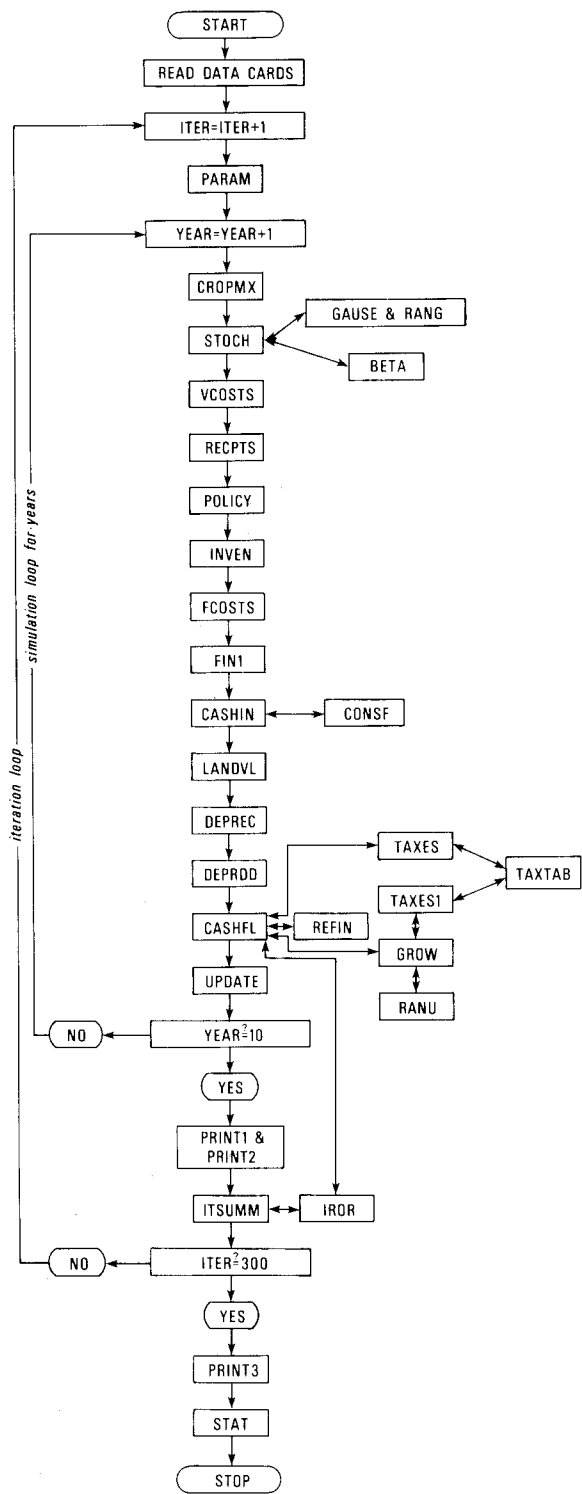 START
READ DATA CARDS
ITER=ITER+1
PARAM
YEAR=YEAR+1
CROPMX
GAUSE & RANG
STOCH
BETA
VCOSTS
RECPTS
POLICY
INVEN
FCOSTS
FIN1
CASHIN
CONSF
LANDVL
DEPREC
DEPRDD
TAXES
TAXTAB
TAXES1
CASHFL
REFIN
GROW
UPDATE
RANU
NO
YEAR≟10
YES
PRINT1 &
PRINT2
ITSUMM
IROR
NO
ITER≟300
YES
PRINT3
STAT
STOP
simulation loop for years
iteration loop